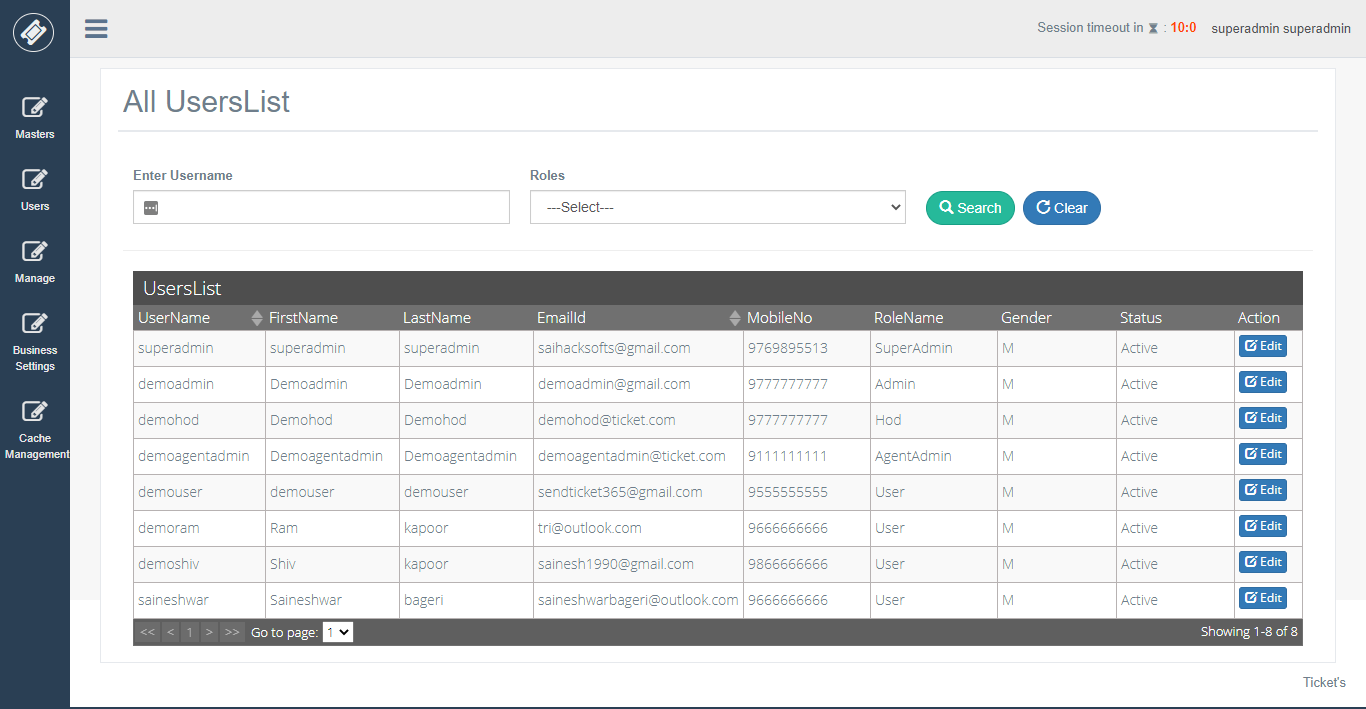 Session timeout in : 10:0 superadmin superadmin
Masters
Users
Manage
Business
Settings
Cache
Management
All UsersList
Enter Username Roles
---Select--- Search Clear
UsersList
UserName FirstName LastName EmailId MobileNo RoleName Gender Status Action
superadmin superadmin superadmin saihacksofts@gmail.com 9769895513 SuperAdmin M Active Edit
demoadmin Demoadmin Demoadmin demoadmin@gmail.com 9777777777 Admin M Active Edit
demohod Demohod Demohod demohod@ticket.com 9777777777 Hod M Active Edit
demoagentadmin Demoagentadmin Demoagentadmin demoagentadmin@ticket.com 9111111111 AgentAdmin M Active Edit
demouser demouser demouser sendticket365@gmail.com 9555555555 User M Active Edit
demoram Ram kapoor tri@outlook.com 9666666666 User M Active Edit
demoshiv Shiv kapoor sainesh1990@gmail.com 9866666666 User M Active Edit
saineshwar Saineshwar bageri saineshwarbageri@outlook.com 9666666666 User M Active Edit
<< < 1 > >> Go to page: 1 Showing 1-8 of 8
Ticket's